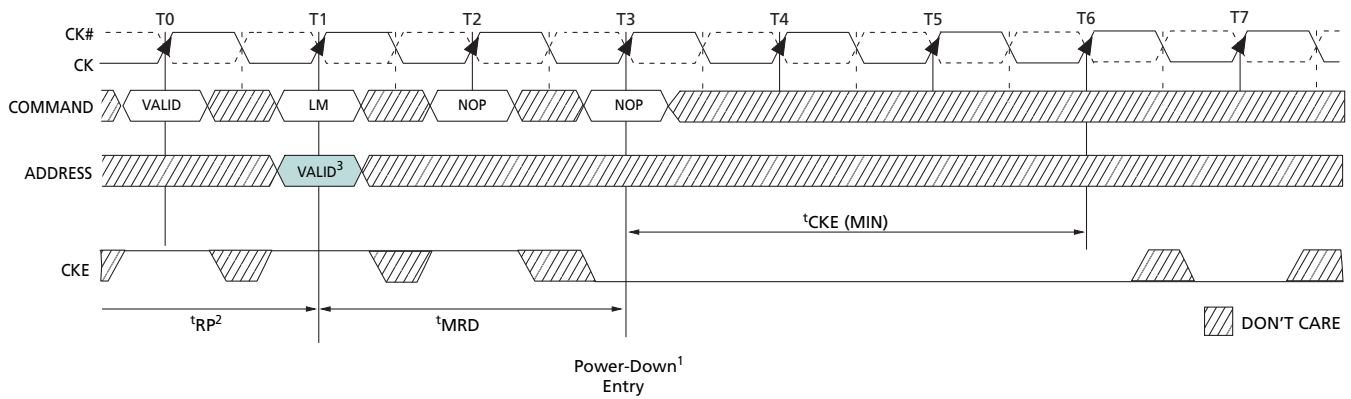 T0 T1 T2 T3 T4 T5 T6 T7
CK#
CK
COMMAND VALID LM NOP NOP
ADDRESS VALID³
ᵗCKE (MIN)
CKE
ᵗRP² ᵗMRD
DON'T CARE
Power-Down¹
Entry